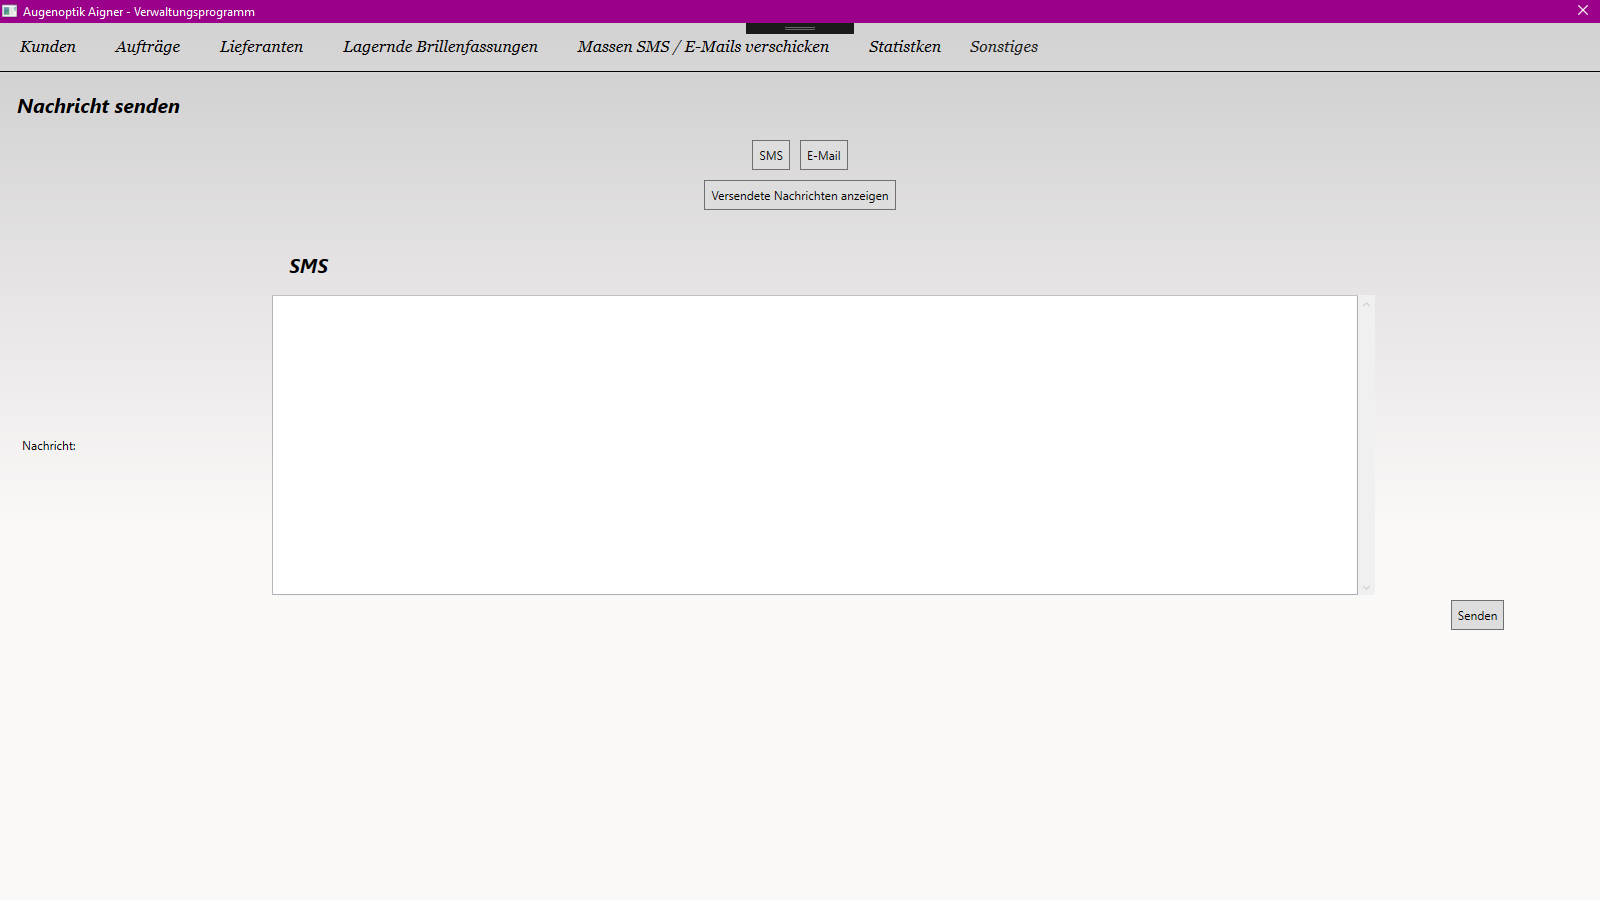 Augenoptik Aigner - Verwaltungsprogramm
Kunden Aufträge Lieferanten Lagernde Brillenfassungen Massen SMS / E-Mails verschicken Statistken Sonstiges
Nachricht senden
SMS E-Mail
Versendete Nachrichten anzeigen
SMS
Nachricht:
Senden